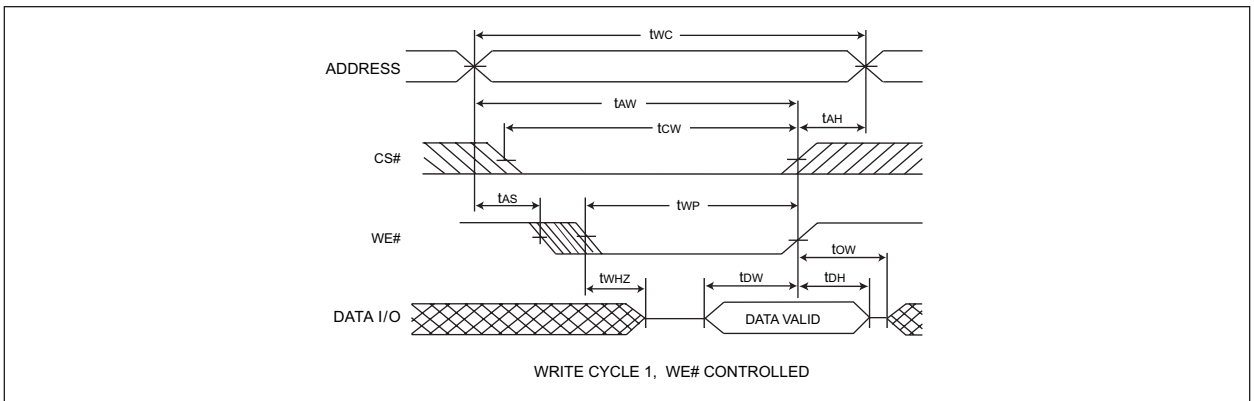 tWC
ADDRESS
tAW
tCW
tAH
CS#
tAS
tWP
WE#
tOW
tWHZ
tDW
tDH
DATA I/O
DATA VALID
WRITE CYCLE 1, WE# CONTROLLED